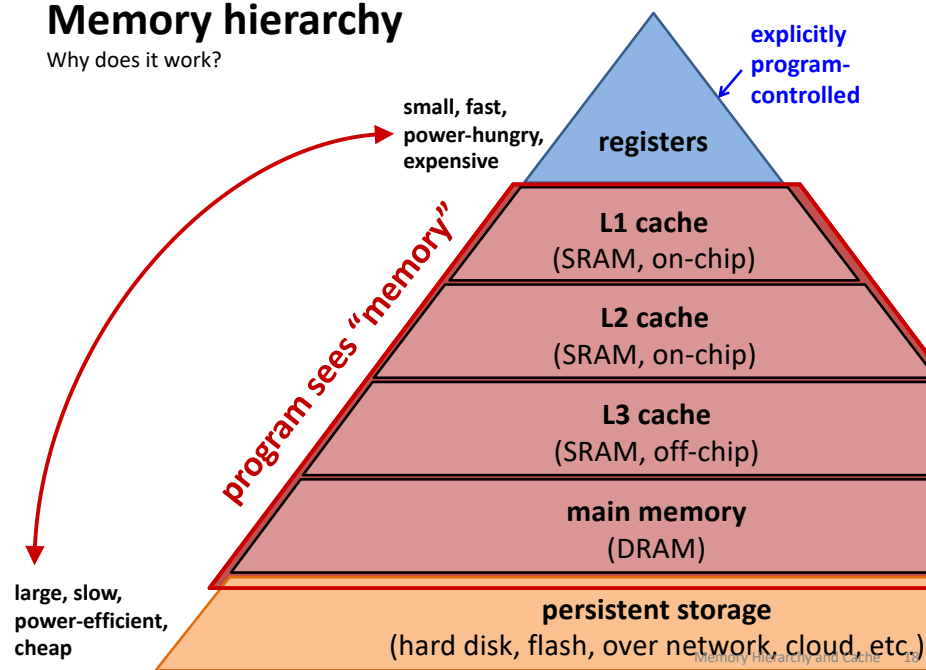 Memory hierarchy
Why does it work?
explicitly
program-
controlled
small, fast,
power-hungry,
expensive
registers
program sees “memory”
L1 cache
(SRAM, on-chip)
L2 cache
(SRAM, on-chip)
L3 cache
(SRAM, off-chip)
main memory
(DRAM)
large, slow,
power-efficient,
cheap
persistent storage
(hard disk, flash, over network, cloud, etc.)
Memory Hierarchy and Cache 18